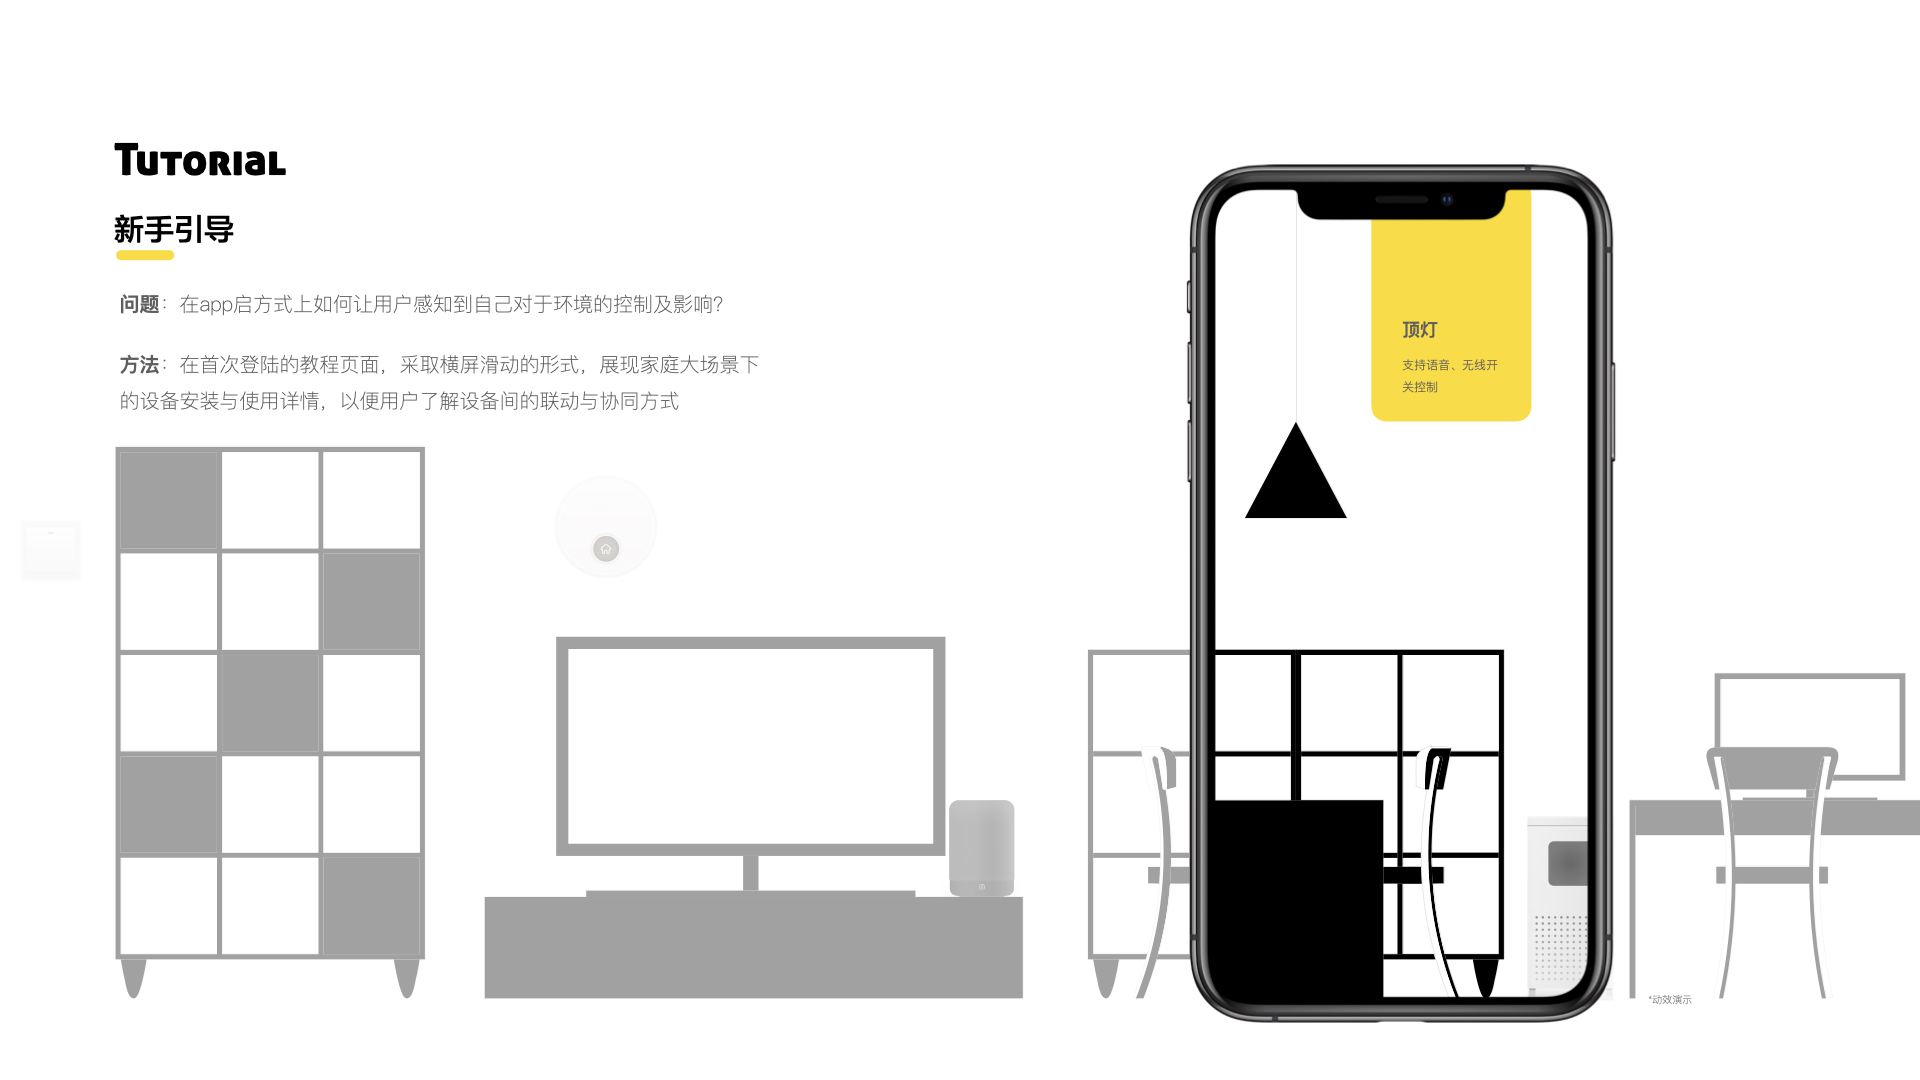 TUTORIAL
新手引导
问题：在app启方式上如何让用户感知到自己对于环境的控制及影响？
方法：在首次登陆的教程页面，采取横屏滑动的形式，展现家庭大场景下
的设备安装与使用详情，以便用户了解设备间的联动与协同方式
顶灯
支持语音、无线开
关控制
*动效演示